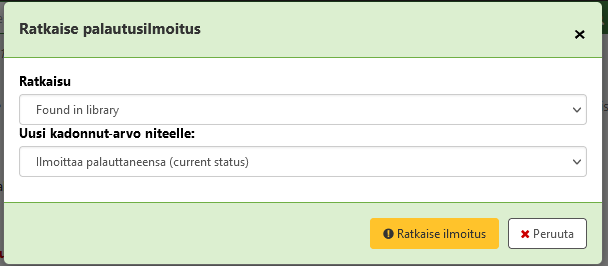 Ratkaise palautusilmoitus
×
Ratkaisu
Found in library
Uusi kadonnut-arvo niteelle:
Ilmoittaa palauttaneensa (current status)
Ratkaise ilmoitus
Peruuta